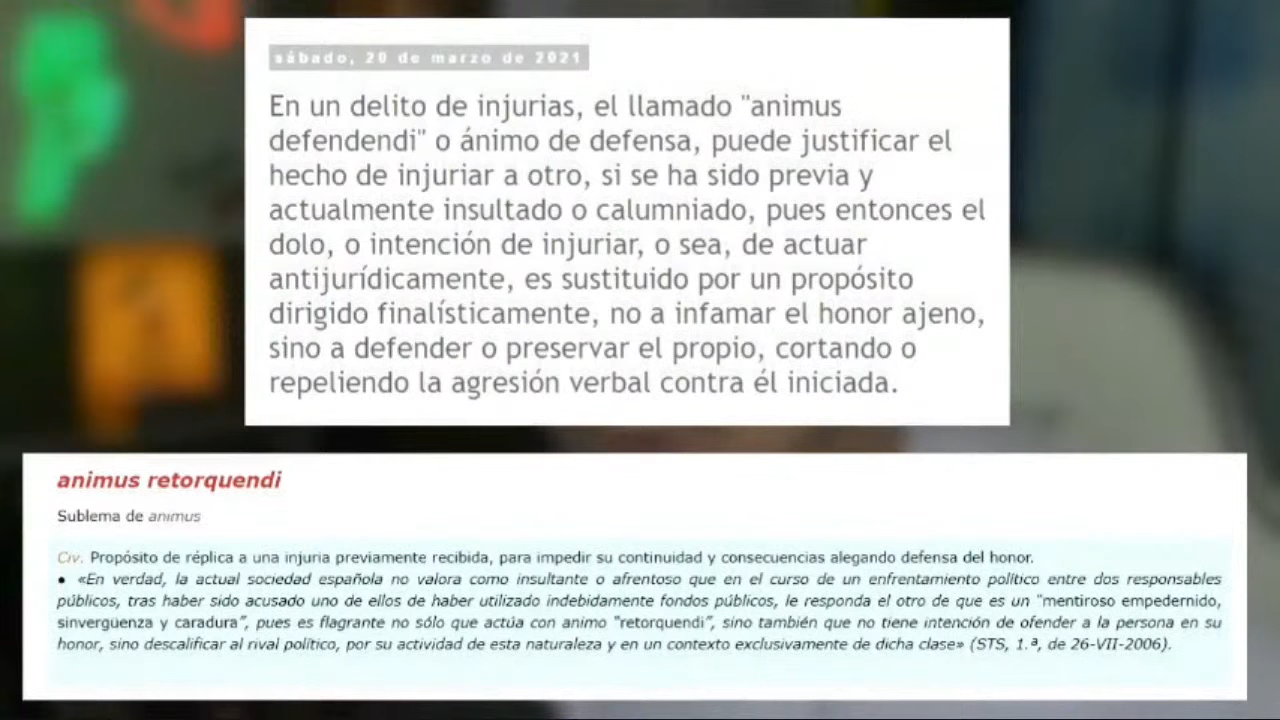 sábado, 20 de marzo de 2021
En un delito de injurias, el llamado "animus
defendendi" o ánimo de defensa, puede justificar el
hecho de injuriar a otro, si se ha sido previa y
actualmente insultado o calumniado, pues entonces el
dolo, o intención de injuriar, o sea, de actuar
antijurídicamente, es sustituido por un propósito
dirigido finalísticamente, no a infamar el honor ajeno,
sino a defender o preservar el propio, cortando o
repeliendo la agresión verbal contra él iniciada.
animus retorquendi
Sublema de animus
Civ. Propósito de réplica a una injuria previamente recibida, para impedir su continuidad y consecuencias alegando defensa del honor.
• «En verdad, la actual sociedad española no valora como insultante o afrentoso que en el curso de un enfrentamiento político entre dos responsables
públicos, tras haber sido acusado uno de ellos de haber utilizado indebidamente fondos públicos, le responda el otro de que es un "mentiroso empedernido,
sinvergüenza y caradura", pues es flagrante no sólo que actúa con animo "retorquendi", sino también que no tiene intención de ofender a la persona en su
honor, sino descalificar al rival político, por su actividad de esta naturaleza y en un contexto exclusivamente de dicha clase» (STS, 1.ª, de 26-VII-2006).